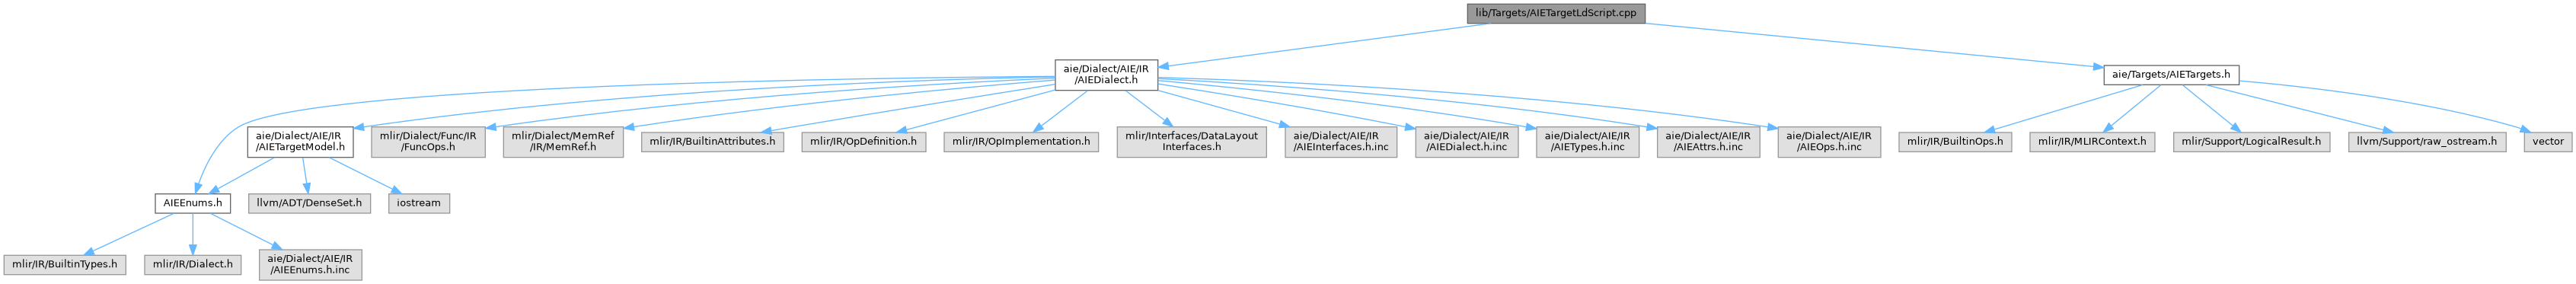 lib/Targets/AIETargetLdScript.cpp
aie/Dialect/AIE/IR
/AIEDialect.h
aie/Targets/AIETargets.h
aie/Dialect/AIE/IR
/AIETargetModel.h
mlir/Dialect/Func/IR
/FuncOps.h
mlir/Dialect/MemRef
/IR/MemRef.h
mlir/IR/BuiltinAttributes.h
mlir/IR/OpDefinition.h
mlir/IR/OpImplementation.h
mlir/Interfaces/DataLayout
Interfaces.h
aie/Dialect/AIE/IR
/AIEInterfaces.h.inc
aie/Dialect/AIE/IR
/AIEDialect.h.inc
aie/Dialect/AIE/IR
/AIETypes.h.inc
aie/Dialect/AIE/IR
/AIEAttrs.h.inc
aie/Dialect/AIE/IR
/AIEOps.h.inc
mlir/IR/BuiltinOps.h
mlir/IR/MLIRContext.h
mlir/Support/LogicalResult.h
llvm/Support/raw_ostream.h
vector
AIEEnums.h
llvm/ADT/DenseSet.h
iostream
mlir/IR/BuiltinTypes.h
mlir/IR/Dialect.h
aie/Dialect/AIE/IR
/AIEEnums.h.inc